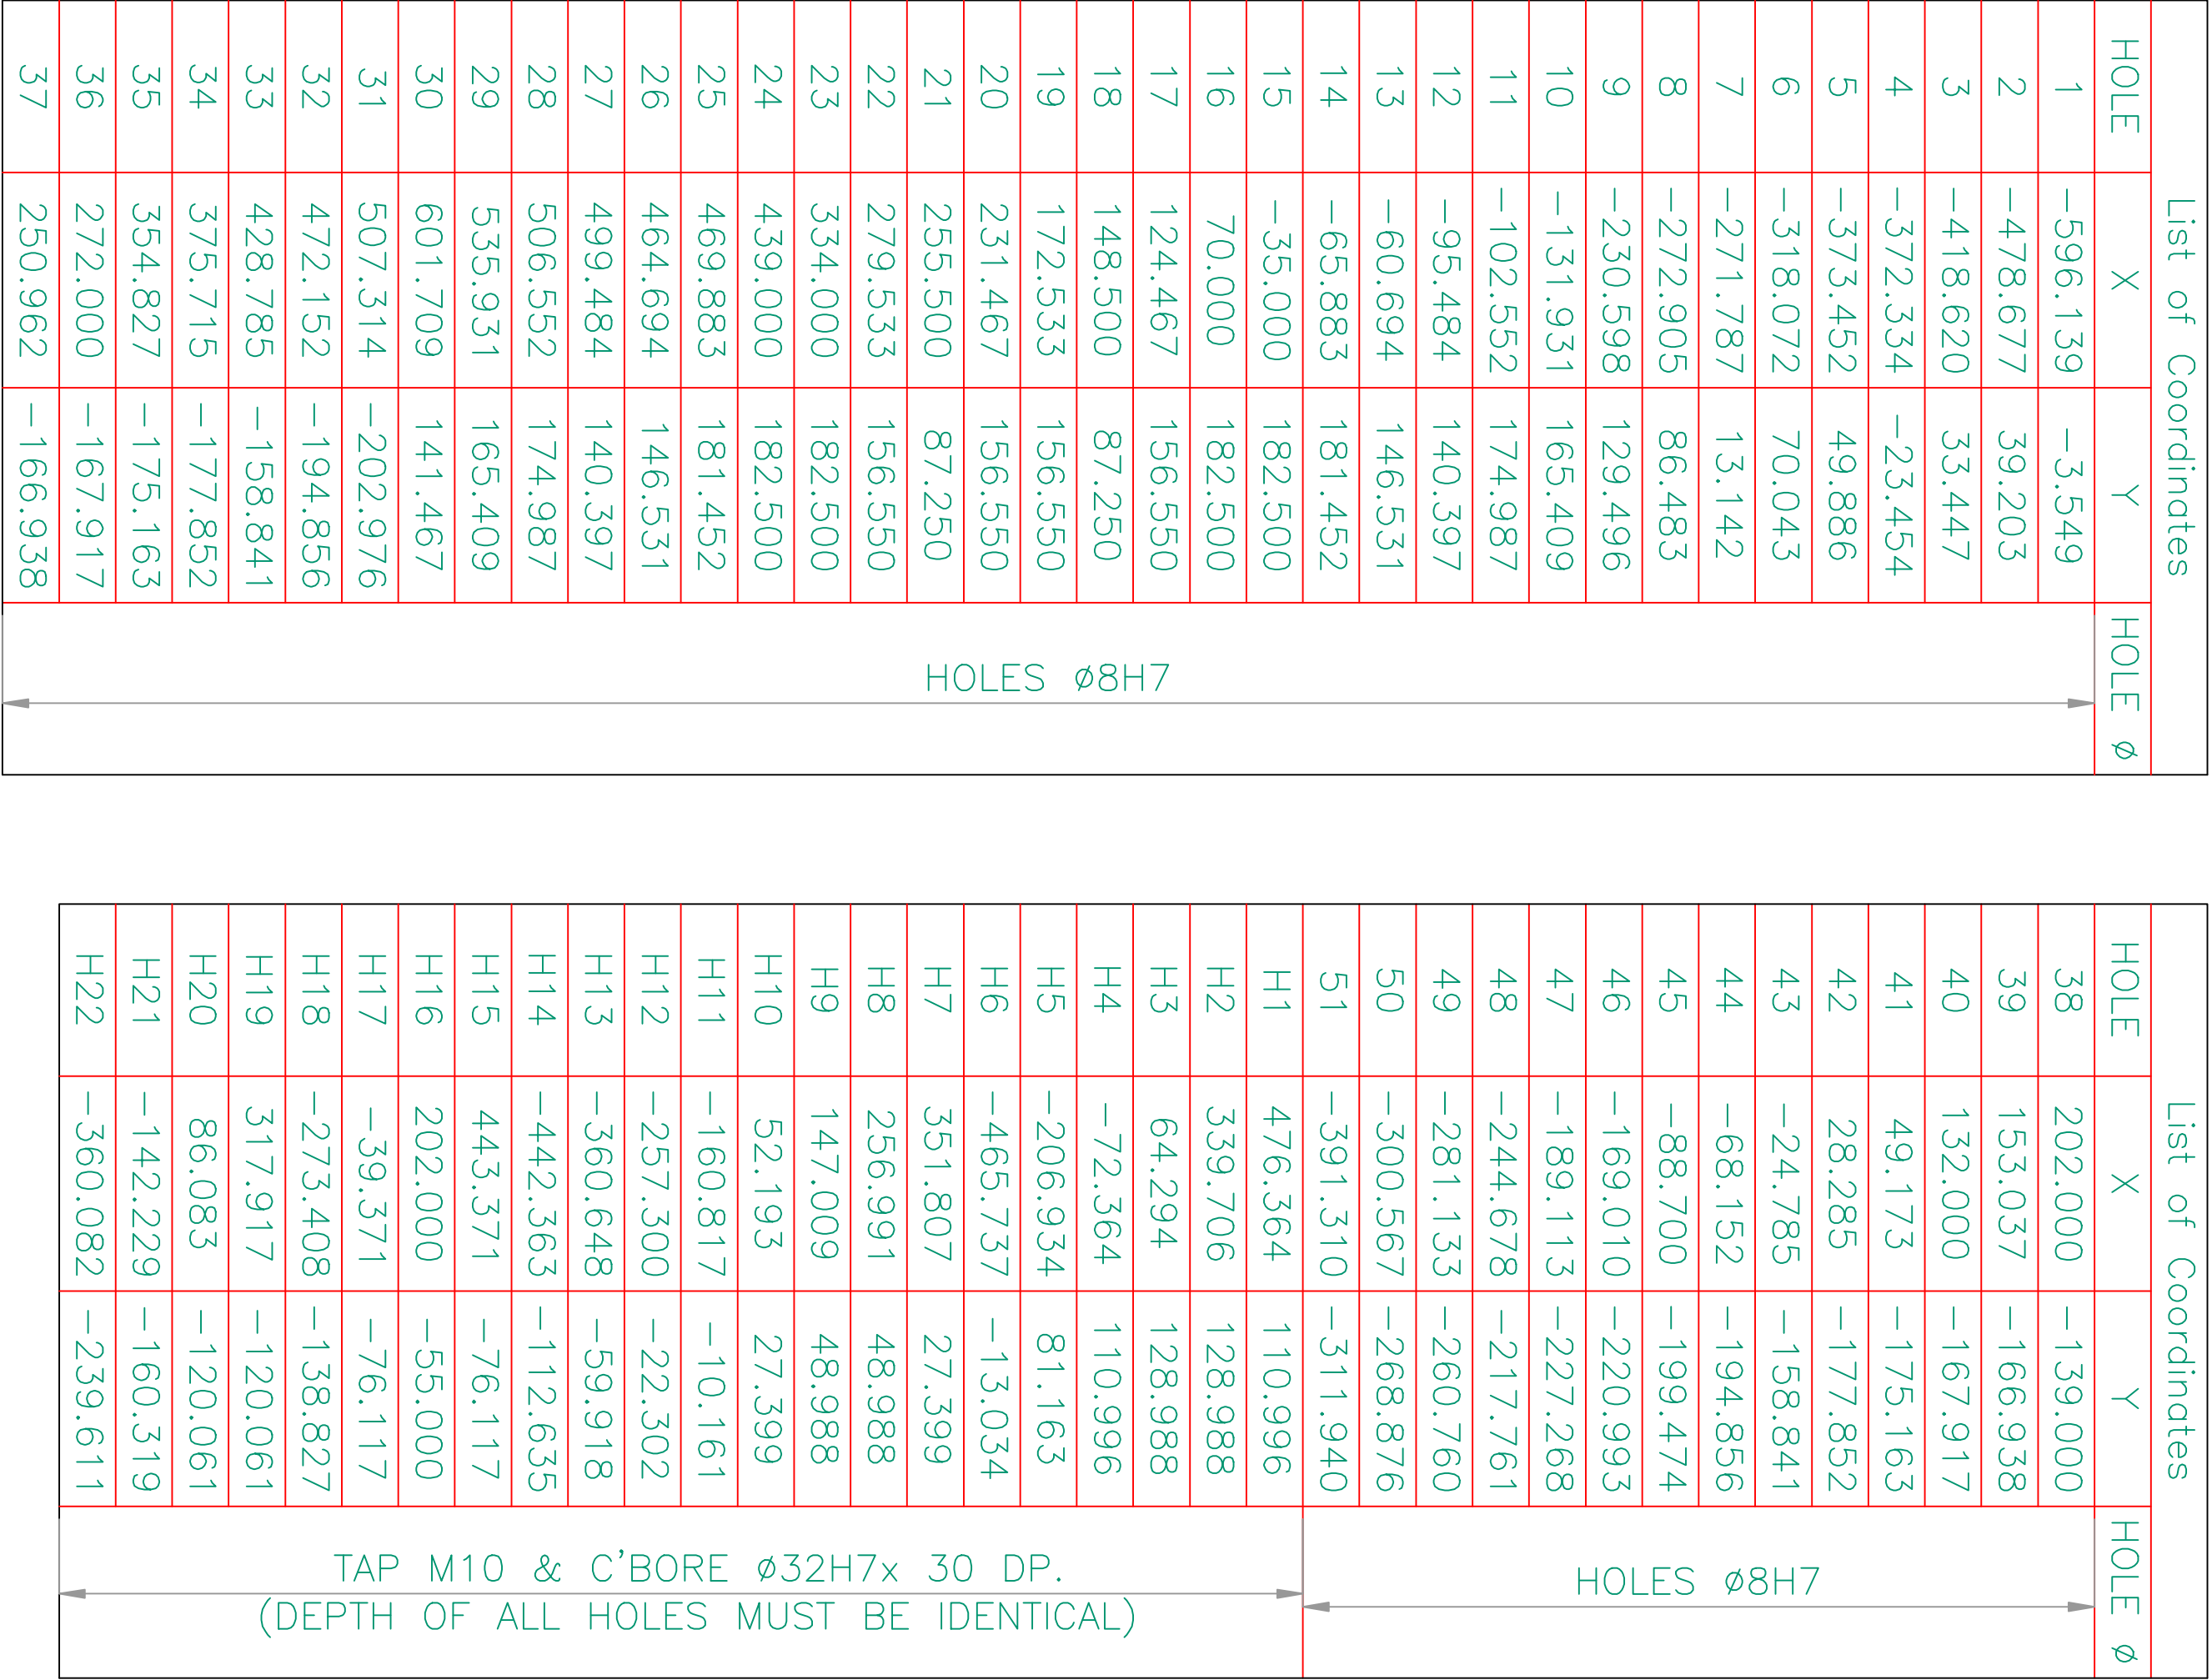 List of Coordinates
HOLE X Y HOLE ø
1 -596.139 -3.549
2 -478.677 39.203
3 -418.620 33.447
4 -372.334 -23.454
5 -373.452 49.886
6 -318.072 70.043
7 -271.787 13.142
8 -272.905 86.483
9 -230.598 129.496
10 -131.931 165.409
11 -102.552 174.987
12 -95.484 140.397
13 -60.694 146.531
14 -65.883 181.452
15 -35.000 182.500
16 70.000 182.500
17 124.467 156.550
18 148.500 87.250
19 172.533 156.550
20 231.467 156.550
21 255.500 87.250
22 279.533 156.550
23 334.000 182.500
24 439.000 182.500
25 469.883 181.452
26 464.694 146.531
27 499.484 140.397
28 506.552 174.987
29 535.931 165.409
30 601.709 141.467
31 507.314 -202.976
32 472.152 -194.856
33 428.785 -158.841
34 375.715 -177.852
35 354.827 -175.163
36 272.000 -167.917
37 250.962 -166.938
HOLES ø8H7
List of Coordinates
HOLE X Y HOLE ø
38 202.000 -139.000
39 153.037 -166.938
40 132.000 -167.917
41 49.173 -175.163
42 28.285 -177.852
43 -24.785 -158.841
44 -68.152 -194.856
45 -88.700 -199.474
46 -169.010 -220.993
47 -189.113 -227.268
48 -244.678 -217.761
49 -281.133 -260.760
50 -300.567 -268.876
51 -391.310 -311.940
HOLES ø8H7
H1 476.364 110.996
H2 339.706 128.988
H3 64.294 128.988
H4 -72.364 110.996
H5 -206.934 81.163
H6 -465.737 -13.034
H7 351.807 27.399
H8 256.991 48.988
H9 147.009 48.988
H10 52.193 27.399
H11 -160.817 -10.161
H12 -257.300 -22.302
H13 -360.648 -59.918
H14 -442.363 -112.635
H15 443.371 -76.117
H16 202.000 -55.000
H17 -39.371 -76.117
H18 -273.408 -138.827
H19 317.917 -120.061
H20 86.083 -120.061
H21 -142.229 -160.319
H22 -360.082 -239.611
TAP M10 & C'BORE ø32H7x 30 DP.
(DEPTH OF ALL HOLES MUST BE IDENTICAL)